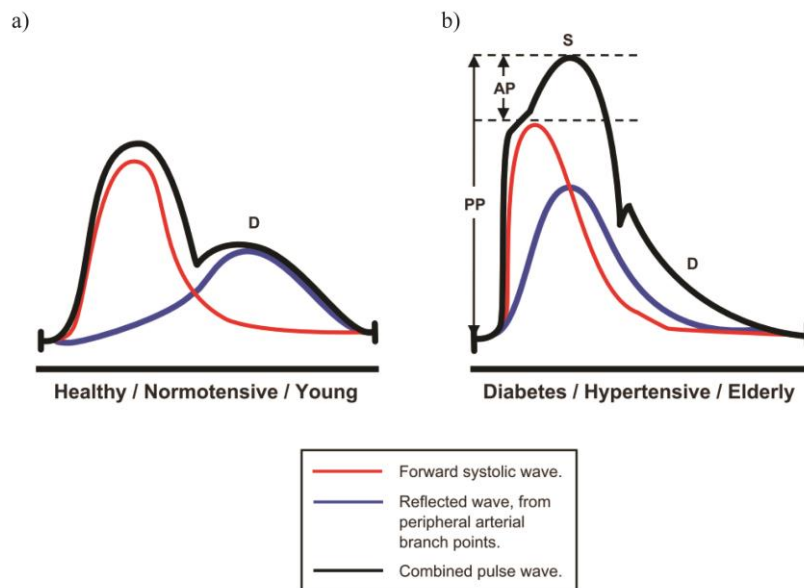 a)
b)
S
AP
PP
D
D
Healthy / Normotensive / Young
Diabetes / Hypertensive / Elderly
Forward systolic wave.
Reflected wave, from
peripheral arterial
branch points.
Combined pulse wave.